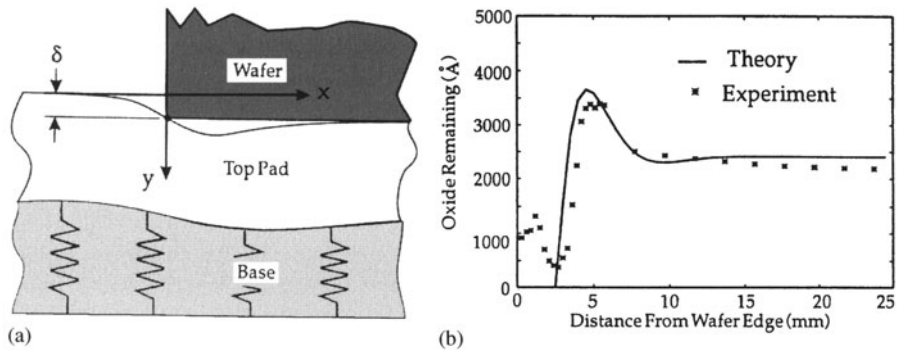 δ
Wafer
x
y
Top Pad
Base
(a)
Oxide Remaining (Å)
5000
4000
3500
2000
1000
0
Theory
Experiment
0 5 10 15 20 25
Distance From Wafer Edge (mm)
(b)